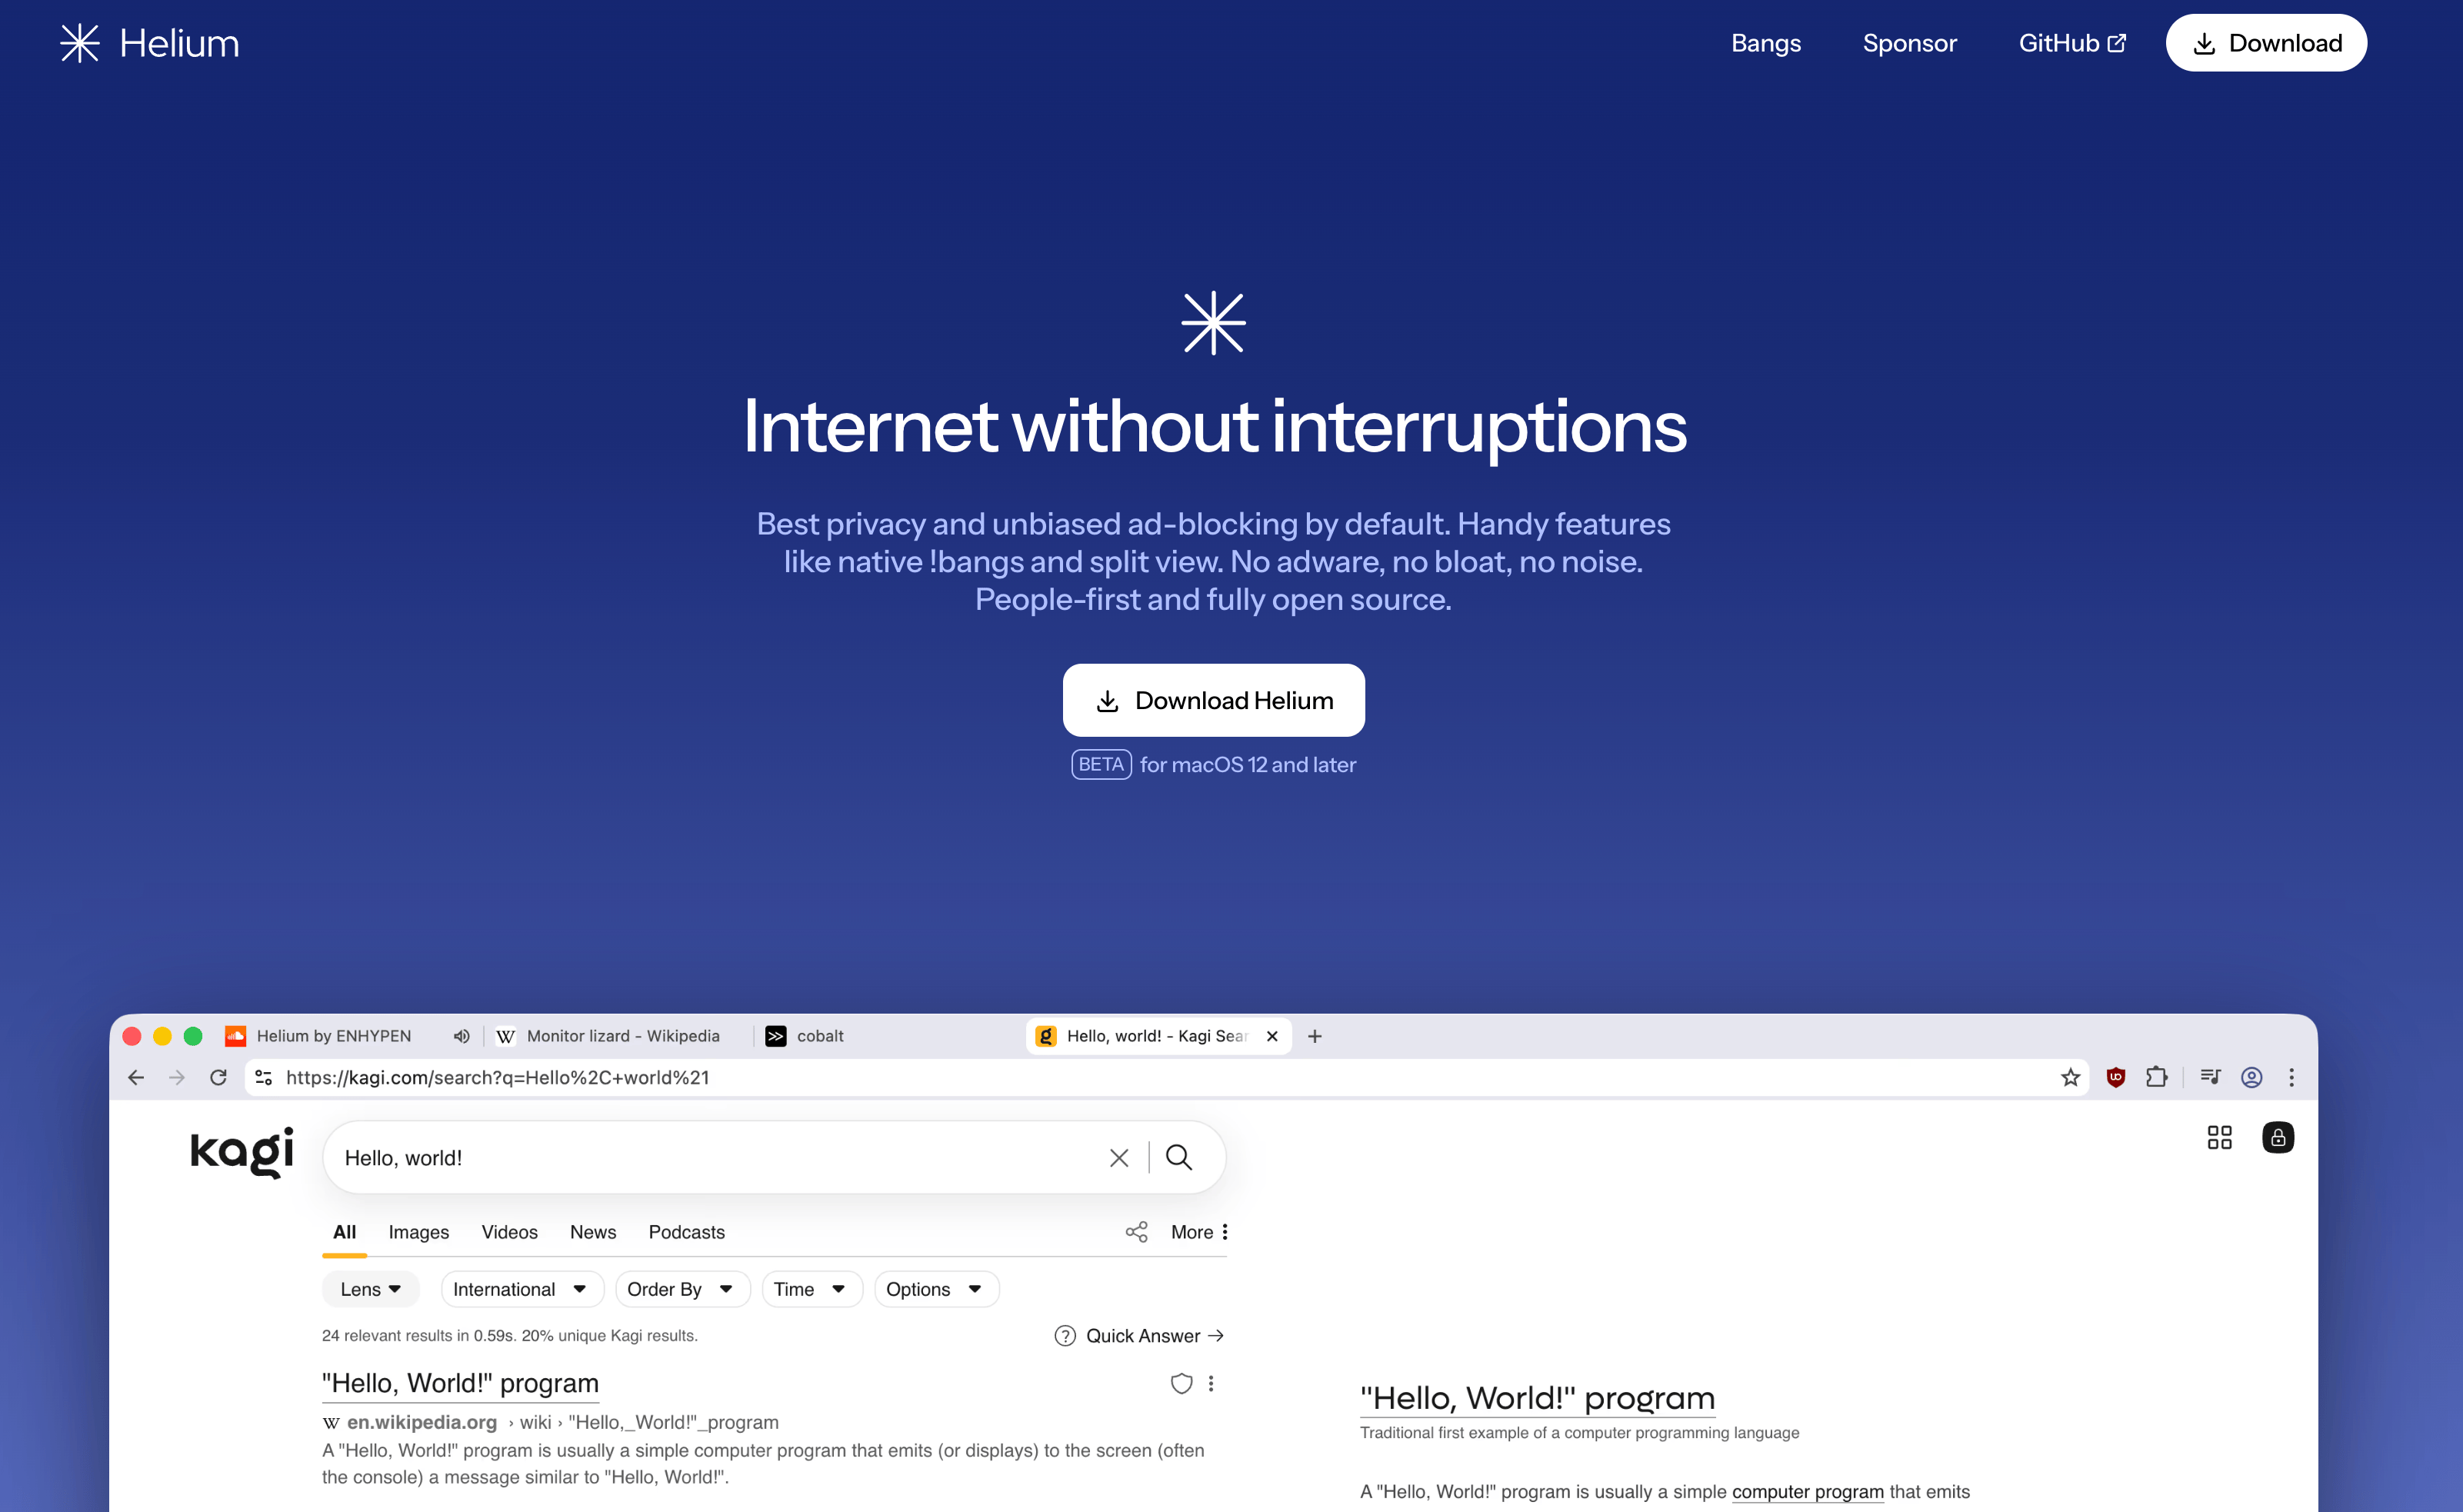 Helium
Bangs
Sponsor
GitHub
Download
Internet without interruptions
Best privacy and unbiased ad-blocking by default. Handy features
like native !bangs and split view. No adware, no bloat, no noise.
People-first and fully open source.
Download Helium
BETA for macOS 12 and later
Helium by ENHYPEN
W Monitor lizard - Wikipedia
cobalt
g Hello, world! - Kagi Sear
https://kagi.com/search?q=Hello%2C+world%21
kagi
Hello, world!
All Images Videos News Podcasts
More
Lens International Order By Time Options
24 relevant results in 0.59s. 20% unique Kagi results.
Quick Answer →
"Hello, World!" program
W en.wikipedia.org › wiki › "Hello,_World!"_program
A "Hello, World!" program is usually a simple computer program that emits (or displays) to the screen (often
the console) a message similar to "Hello, World!".
"Hello, World!" program
Traditional first example of a computer programming language
A "Hello, World!" program is usually a simple computer program that emits